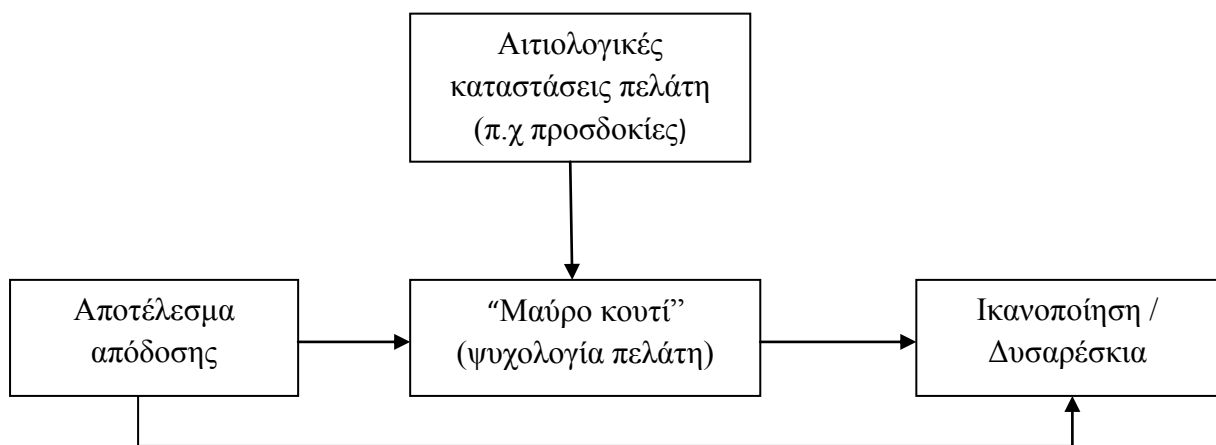 Αιτιολογικές
καταστάσεις πελάτη
(π.χ προσδοκίες)
Αποτέλεσμα
απόδοσης
“Μαύρο κουτί”
(ψυχολογία πελάτη)
Ικανοποίηση /
Δυσαρέσκια